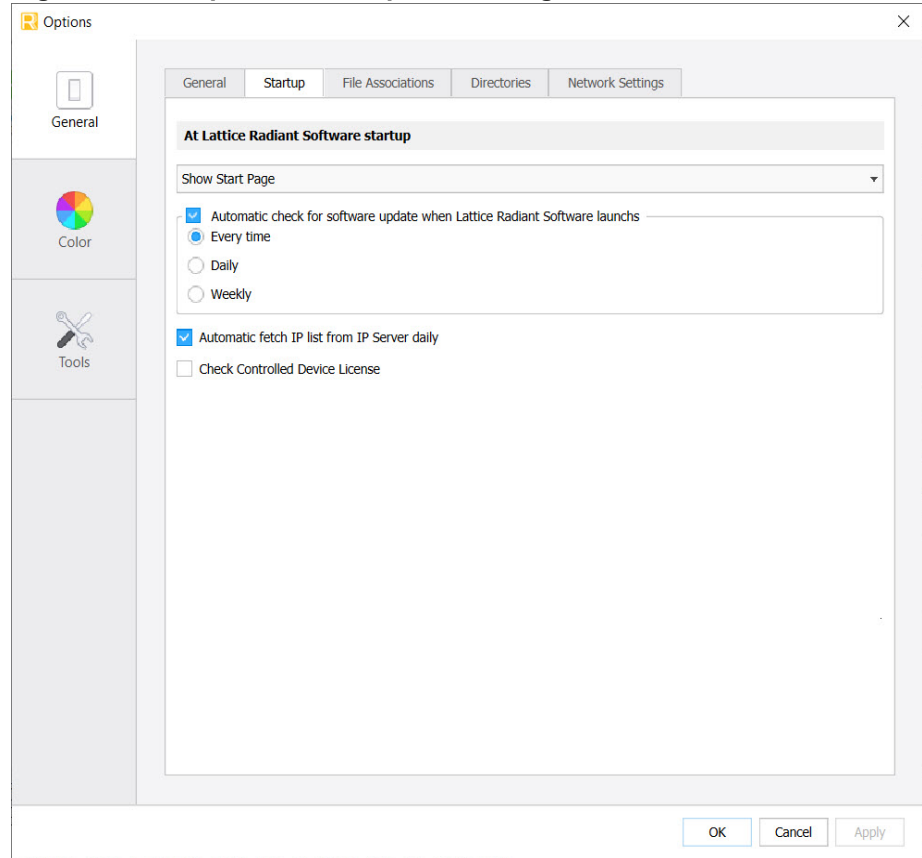 Options
General
Startup
File Associations
Directories
Network Settings
General
At Lattice Radiant Software startup
Show Start Page
Automatic check for software update when Lattice Radiant Software launchs
Every time
Color
Daily
Weekly
Automatic fetch IP list from IP Server daily
Tools
Check Controlled Device License
OK
Cancel
Apply